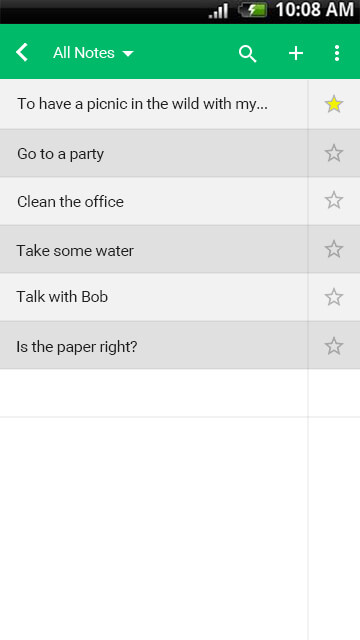 10:08 AM
All Notes
To have a picnic in the wild with my...
Go to a party
Clean the office
Take some water
Talk with Bob
Is the paper right?